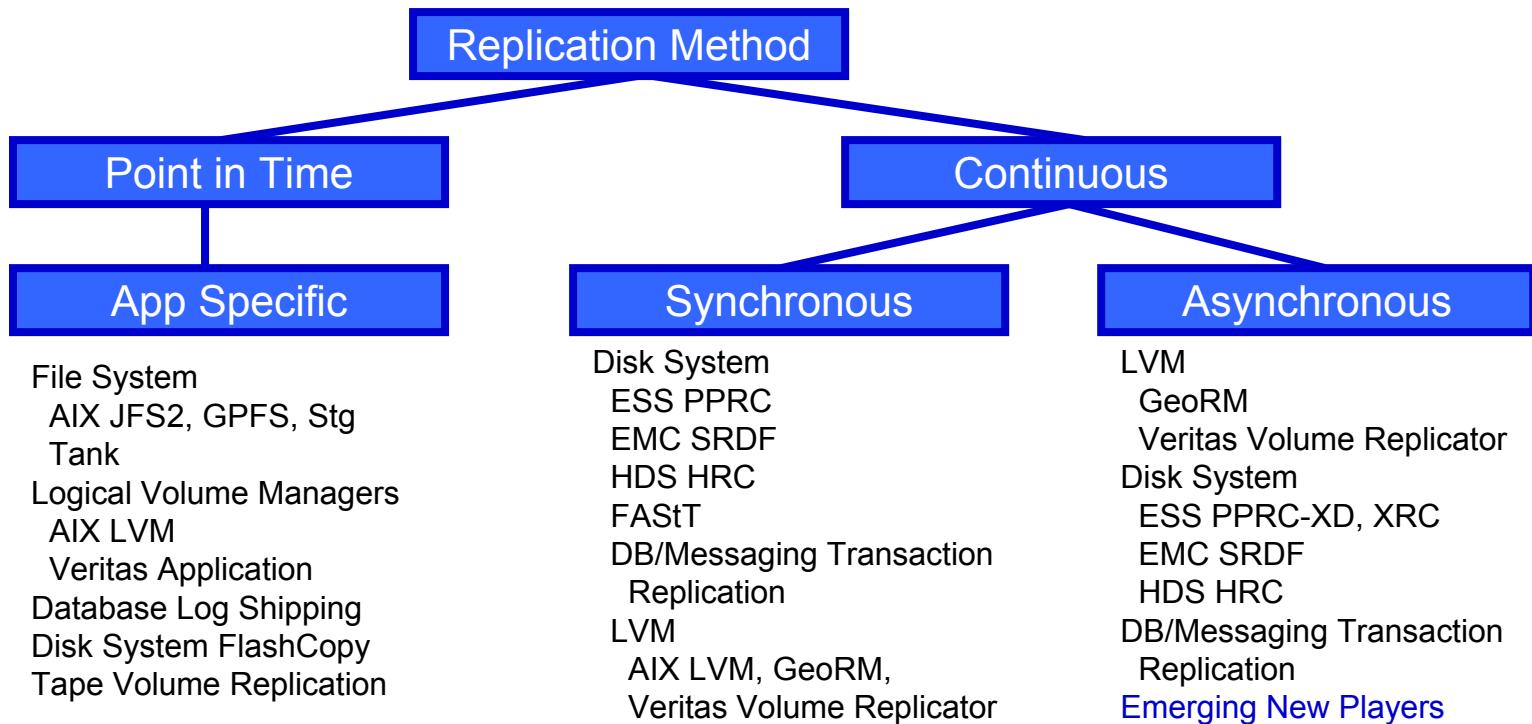 Replication Method
Point in Time
Continuous
App Specific
Synchronous
Asynchronous
File System
AIX JFS2, GPFS, Stg
Tank
Logical Volume Managers
AIX LVM
Veritas Application
Database Log Shipping
Disk System FlashCopy
Tape Volume Replication
Disk System
ESS PPRC
EMC SRDF
HDS HRC
FAStT
DB/Messaging Transaction
Replication
LVM
AIX LVM, GeoRM,
Veritas Volume Replicator
LVM
GeoRM
Veritas Volume Replicator
Disk System
ESS PPRC-XD, XRC
EMC SRDF
HDS HRC
DB/Messaging Transaction
Replication
Emerging New Players